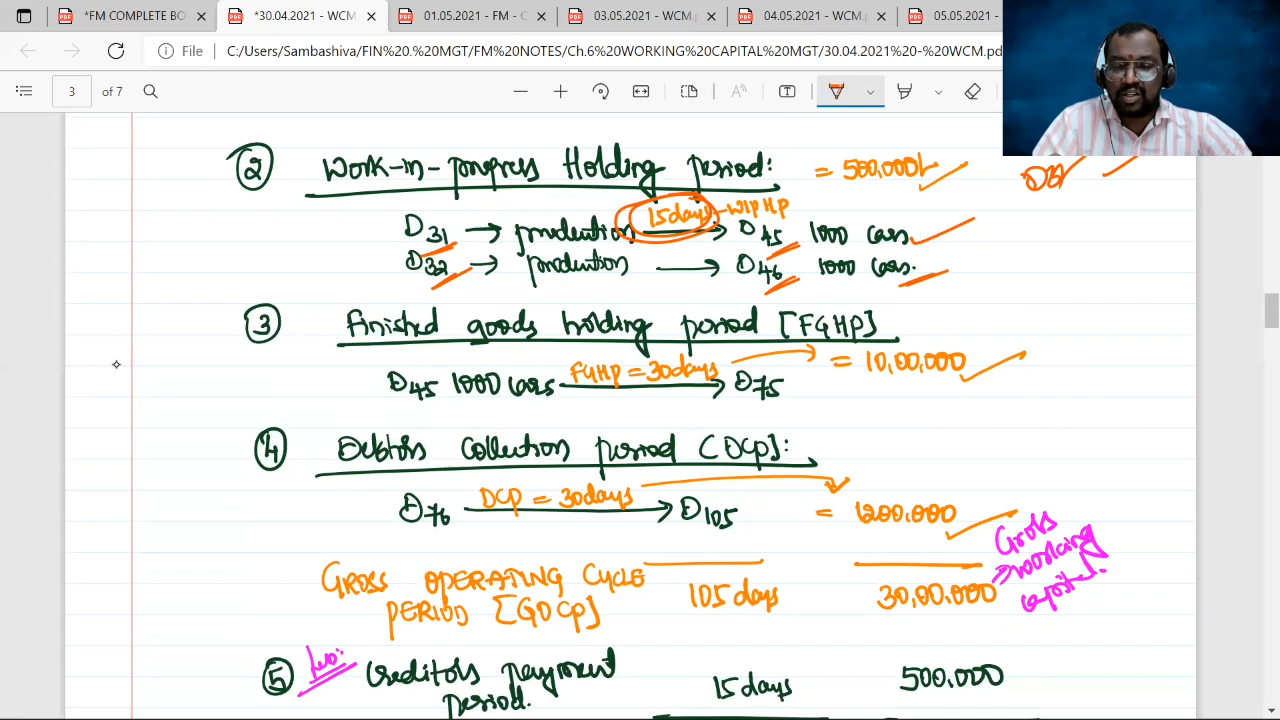 *FM COMPLETE BO
*30.04.2021 - WCM
01.05.2021 - FM - C
03.05.2021 - WCM.p
04.05.2021 - WCM.p
05.05.2021 -
File C:/Users/Sambashiva/FIN%20.%20MGT/FM%20NOTES/Ch.6%20WORKING%20CAPITAL%20MGT/30.04.2021%20-%20WCM.pd
3 of 7
② Work-in-progress Holding period: = 500,000
D31
15days - WIPHP
D31 → production → D45 1000 cars
D32 → production → D46 1000 cars.
③ Finished goods holding period [FGHP]
D45 1000 cars FGHP = 30days → D75 = 10,00,000
④ Debtors Collection period (DCP]:
D76 DCP = 30days → D105 = 1200,000
GROSS OPERATING CYCLE PERIOD [GOCP] 105 days 30,00,000
Gross
working
capital.
⑤ Less: Creditors payment 15 days 500,000
period.